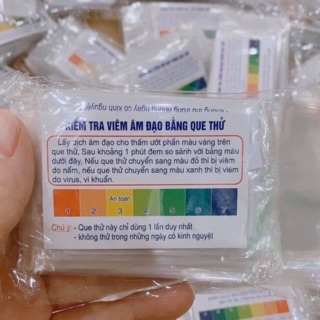 KIỂM TRA VIÊM ÂM ĐẠO BẰNG QUE THỬ
Lấy dịch âm đạo cho thấm ướt phần màu vàng trên
que thử, Sau khoảng 1 phút đem so sánh với bảng màu
dưới đây, Nếu que thử chuyển sang màu đỏ thì bị viêm
do nấm, nếu que thử chuyển sang màu xanh thì bị viêm
do virus, vi khuẩn.
An toàn
1 2 3 4 5 6
Chú ý: - Que thử này chỉ dùng 1 lần duy nhất
- không thử trong những ngày có kinh nguyệt